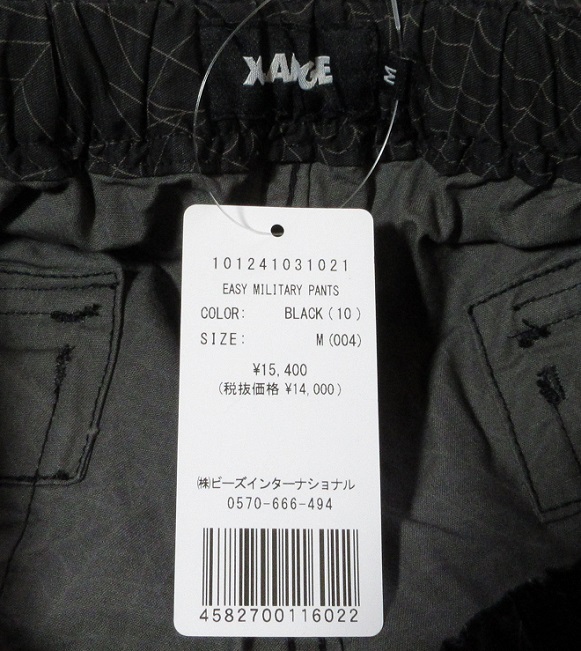 XLARGE
M
101241031021
EASY MILITARY PANTS
COLOR: BLACK(10)
SIZE: M(004)
¥15,400
(税抜価格 ¥14,000)
㈱ビーズインターナショナル
0570-666-494
4582700116022